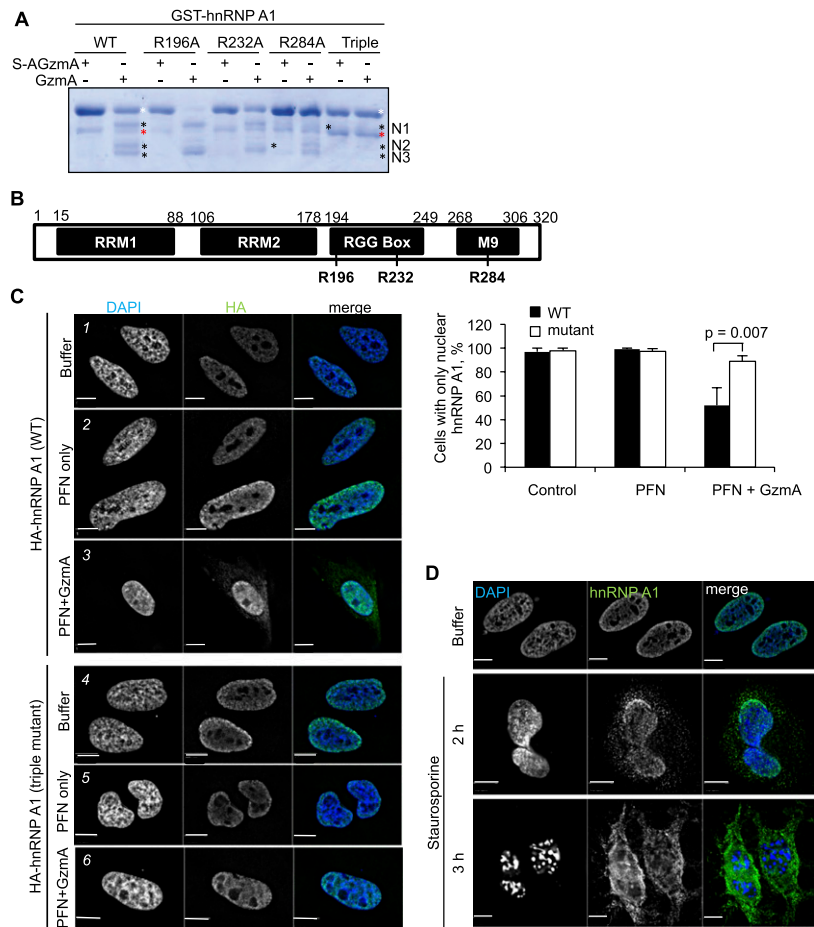 A
GST-hnRNP A1
WT R196A R232A R284A Triple
S-AGzmA + - + - + - + - + -
GzmA - + - + - + - + - +
* * * * * * * * * * * *
N1
N2
N3
B
1 15 88 106 178 194 249 268 306 320
RRM1 RRM2 RGG Box M9
R196 R232 R284
C
DAPI HA merge
HA-hnRNP A1 (WT)
Buffer
1
PFN only
2
PFN+GzmA
3
HA-hnRNP A1 (triple mutant)
Buffer
4
PFN only
5
PFN+GzmA
6
Cells with only nuclear
hnRNP A1, %
120
100
80
60
40
20
0
WT
mutant
p = 0.007
Control PFN PFN + GzmA
D
DAPI hnRNP A1 merge
Buffer
Staurosporine
2 h
3 h